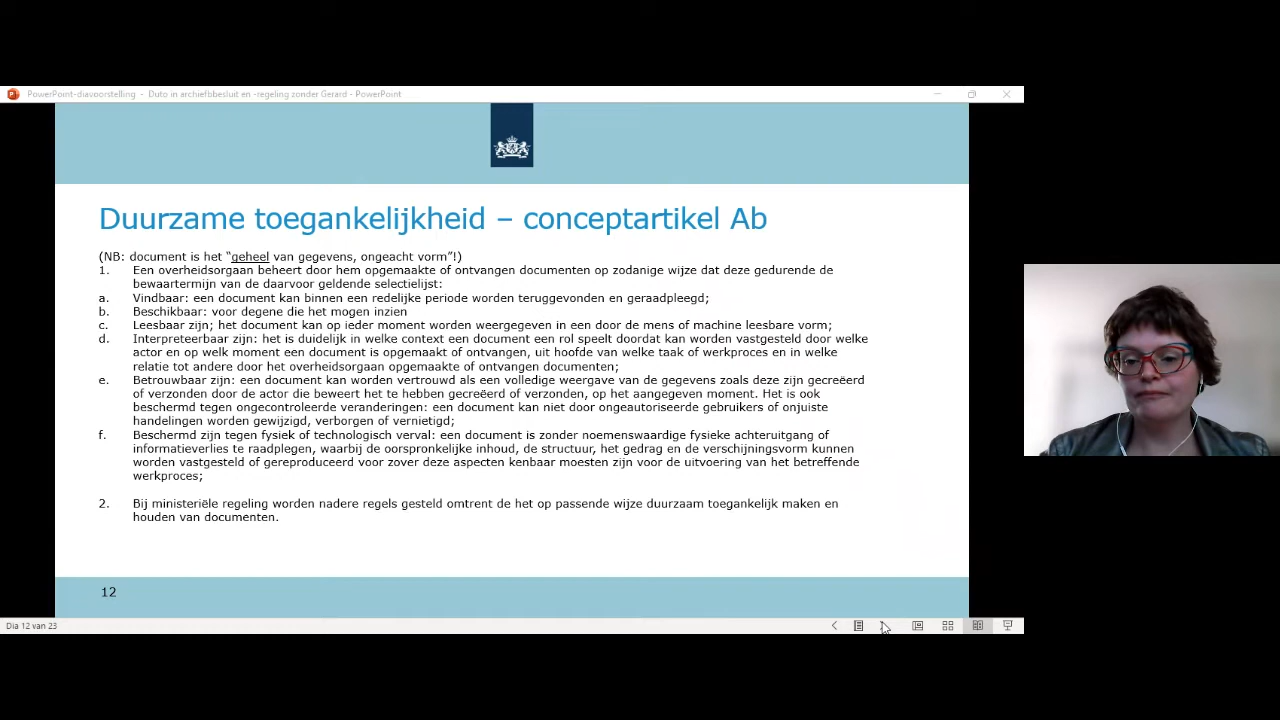 PowerPoint-diavoorstelling - Duto in archiefbbesluit en -regeling zonder Gerard - PowerPoint
Duurzame toegankelijkheid – conceptartikel Ab
(NB: document is het “geheel van gegevens, ongeacht vorm”!)
1. Een overheidsorgaan beheert door hem opgemaakte of ontvangen documenten op zodanige wijze dat deze gedurende de
bewaartermijn van de daarvoor geldende selectielijst:
a. Vindbaar: een document kan binnen een redelijke periode worden teruggevonden en geraadpleegd;
b. Beschikbaar: voor degene die het mogen inzien
c. Leesbaar zijn; het document kan op ieder moment worden weergegeven in een door de mens of machine leesbare vorm;
d. Interpreteerbaar zijn: het is duidelijk in welke context een document een rol speelt doordat kan worden vastgesteld door welke
actor en op welk moment een document is opgemaakt of ontvangen, uit hoofde van welke taak of werkproces en in welke
relatie tot andere door het overheidsorgaan opgemaakte of ontvangen documenten;
e. Betrouwbaar zijn: een document kan worden vertrouwd als een volledige weergave van de gegevens zoals deze zijn gecreëerd
of verzonden door de actor die beweert het te hebben gecreëerd of verzonden, op het aangegeven moment. Het is ook
beschermd tegen ongecontroleerde veranderingen: een document kan niet door ongeautoriseerde gebruikers of onjuiste
handelingen worden gewijzigd, verborgen of vernietigd;
f. Beschermd zijn tegen fysiek of technologisch verval: een document is zonder noemenswaardige fysieke achteruitgang of
informatieverlies te raadplegen, waarbij de oorspronkelijke inhoud, de structuur, het gedrag en de verschijningsvorm kunnen
worden vastgesteld of gereproduceerd voor zover deze aspecten kenbaar moesten zijn voor de uitvoering van het betreffende
werkproces;
2. Bij ministeriële regeling worden nadere regels gesteld omtrent de het op passende wijze duurzaam toegankelijk maken en
houden van documenten.
12
Dia 12 van 23